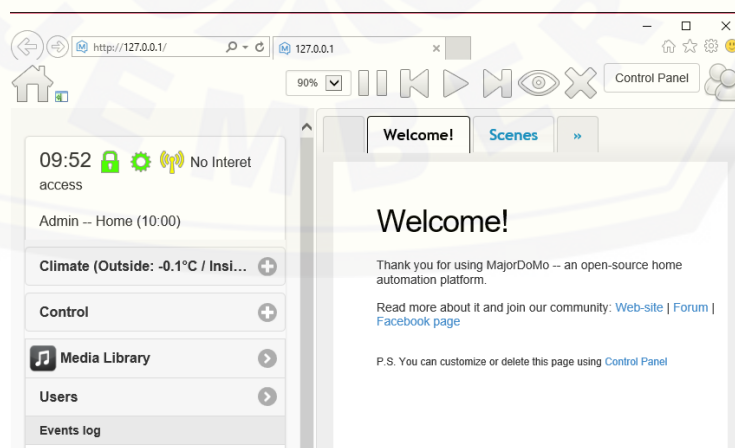 http://127.0.0.1/
127.0.0.1
90%
Control Panel
Welcome!
Scenes
»
09:52 No Interet
access
Admin -- Home (10:00)
Climate (Outside: -0.1°C / Insi...
Control
Media Library
Users
Events log
Welcome!
Thank you for using MajorDoMo -- an open-source home
automation platform.
Read more about it and join our community: Web-site | Forum |
Facebook page
P.S. You can customize or delete this page using Control Panel